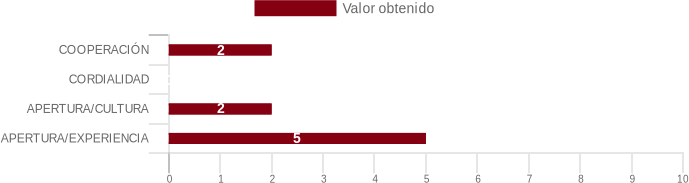 Valor obtenido
COOPERACIÓN 2
CORDIALIDAD
APERTURA/CULTURA 2
APERTURA/EXPERIENCIA 5
0 1 2 3 4 5 6 7 8 9 10